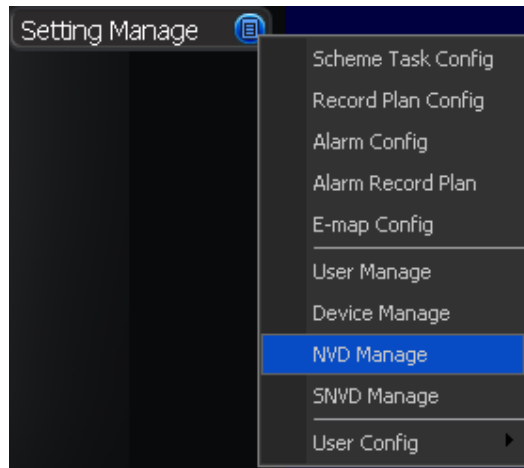 Setting Manage
Scheme Task Config
Record Plan Config
Alarm Config
Alarm Record Plan
E-map Config
User Manage
Device Manage
NVD Manage
SNVD Manage
User Config